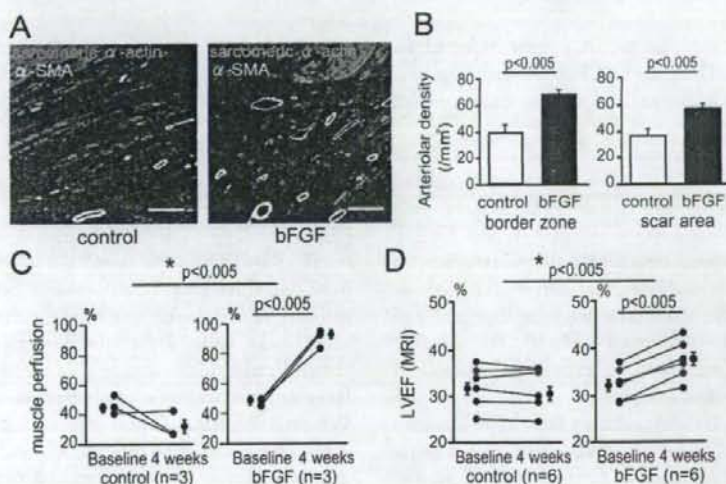 A
sarcomeric α-actin
α-SMA
sarcomeric α-actin
α-SMA
control
bFGF
B
Arteriolar density
(/mm²)
p<0.005
80
60
40
20
0
control bFGF
border zone
p<0.005
80
60
40
20
0
control bFGF
scar area
C
*
p<0.005
%
100
80
60
40
20
muscle perfusion
Baseline 4 weeks
control (n=3)
%
p<0.005
100
80
60
40
20
Baseline 4 weeks
bFGF (n=3)
D
*
p<0.005
%
50
40
30
20
LVEF (MRI)
Baseline 4 weeks
control (n=6)
%
p<0.005
50
40
30
20
Baseline 4 weeks
bFGF (n=6)